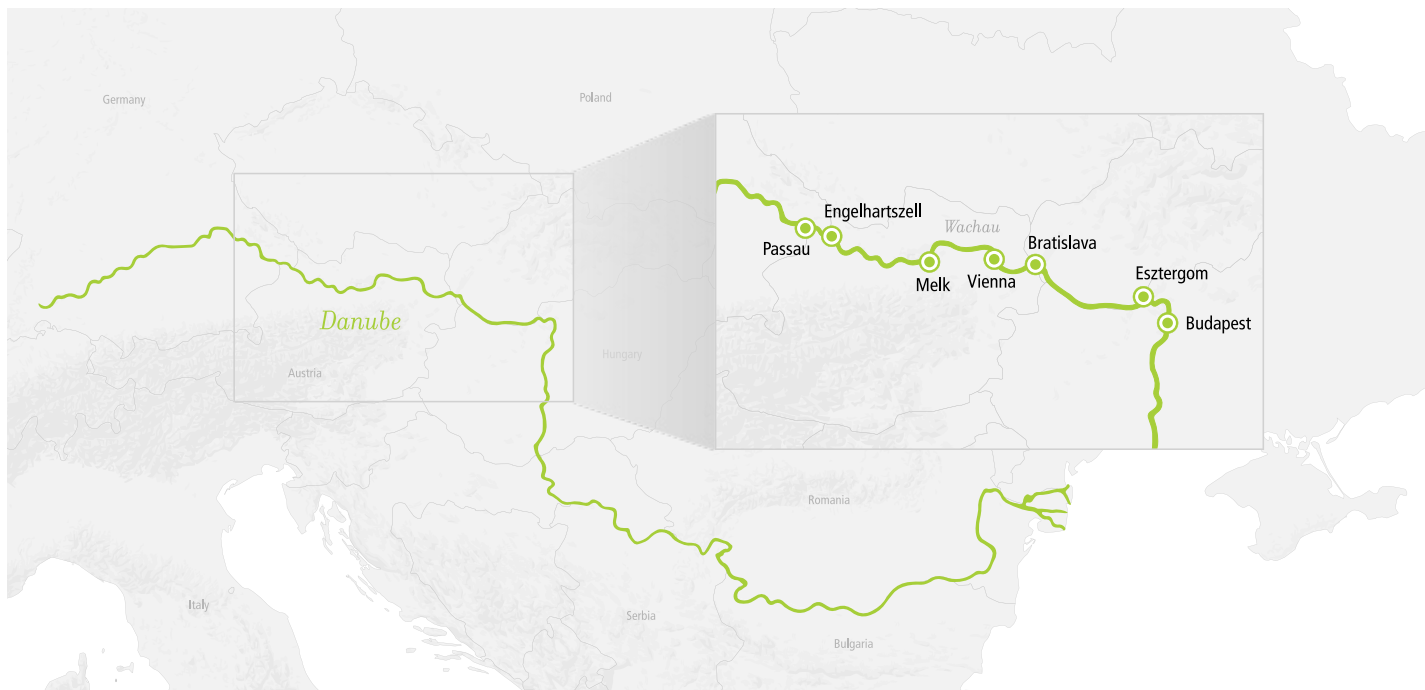 Germany
Poland
Engelhartszell
Wachau
Passau
Bratislava
Melk
Vienna
Esztergom
Budapest
Danube
Hungary
Austria
Romania
Italy
Serbia
Bulgaria